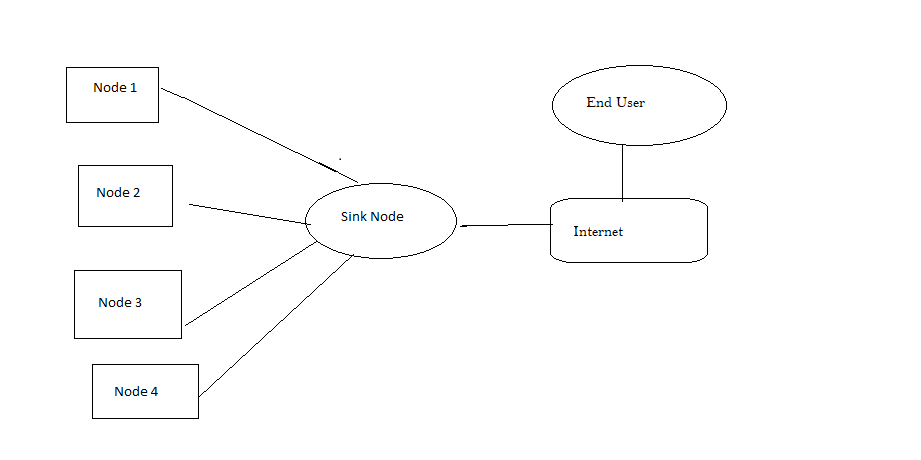 Node 1
Node 2
Node 3
Node 4
Sink Node
End User
Internet